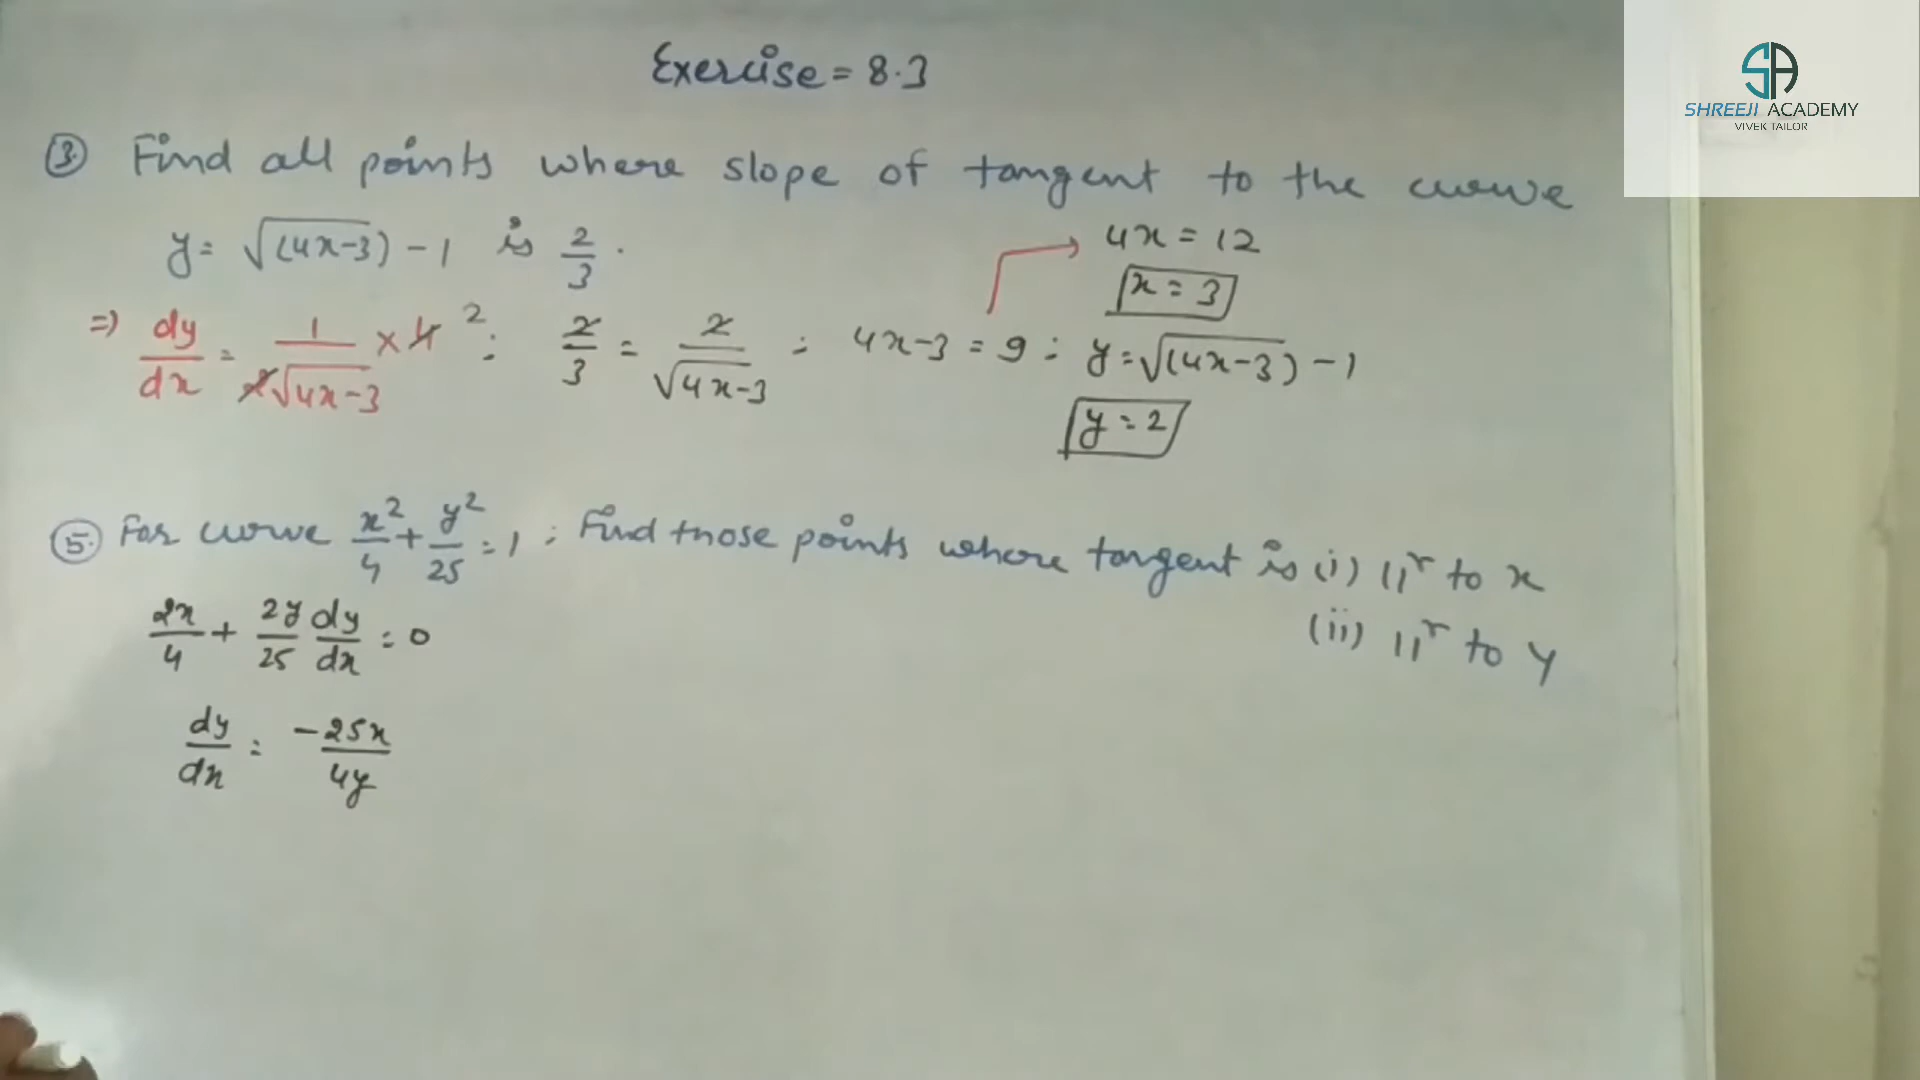 Exercise = 8.3
SA
SHREEJI ACADEMY
VIVEK TAILOR
③ Find all points where slope of tangent to the curve
y = √(4x-3) - 1 is 2/3.
4x = 12
x = 3
=) dy/dx = 1/2√4x-3 × 4 2 : 2/3 = 2/√4x-3 : 4x-3 = 9 : y = √(4x-3) - 1
y = 2
⑤ For curve x²/4 + y²/25 = 1 ; Find those points where tangent is (i) 11ʳ to x
(ii) 11ʳ to y
2x/4 + 2y/25 dy/dx = 0
dy/dx = -25x/4y